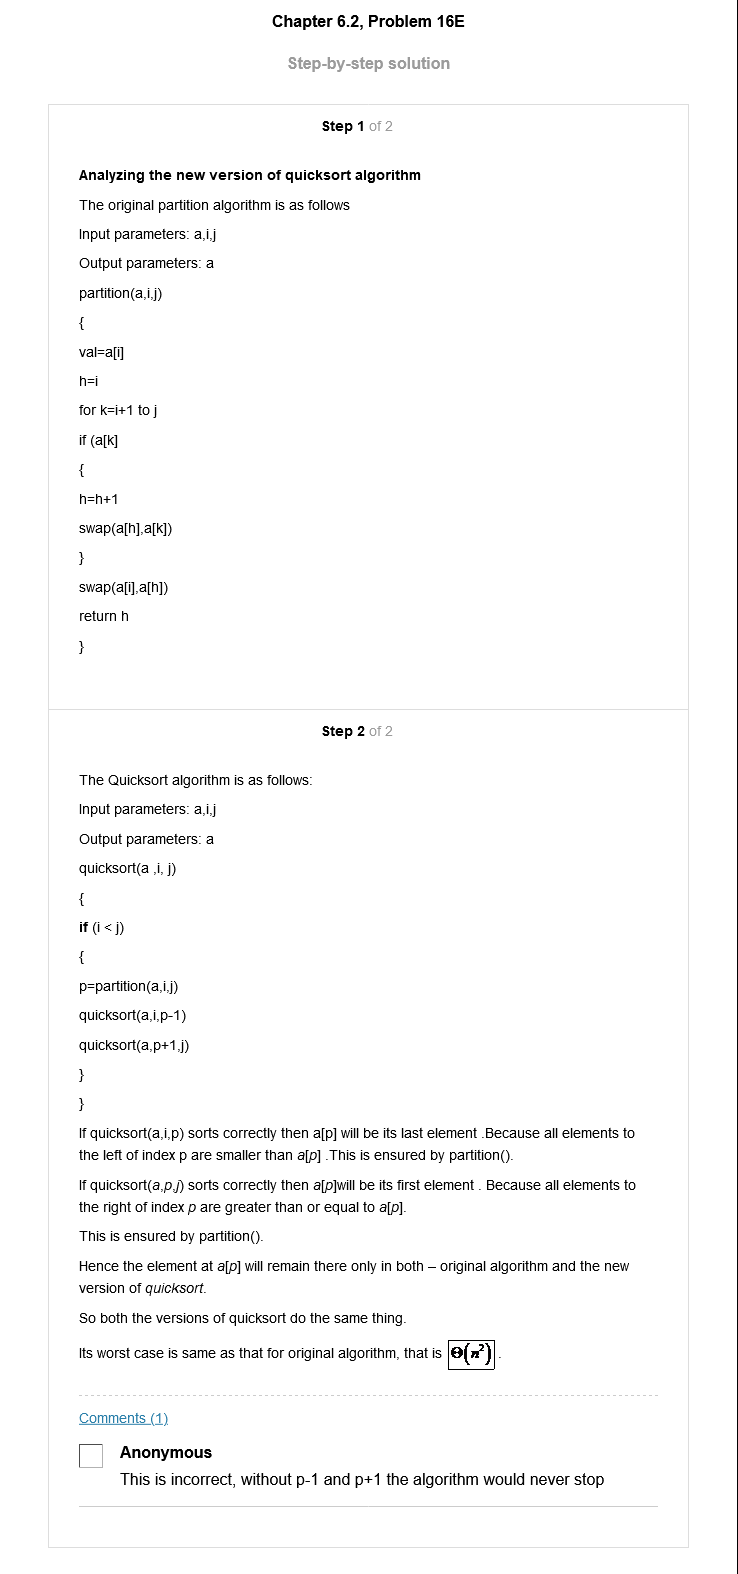 Chapter 6.2, Problem 16E
Step-by-step solution
Step 1 of 2
Analyzing the new version of quicksort algorithm
The original partition algorithm is as follows
Input parameters: a,i,j
Output parameters: a
partition(a,i,j)
{
val=a[i]
h=i
for k=i+1 to j
if (a[k]
{
h=h+1
swap(a[h],a[k])
}
swap(a[i],a[h])
return h
}
Step 2 of 2
The Quicksort algorithm is as follows:
Input parameters: a,i,j
Output parameters: a
quicksort(a ,i, j)
{
if (i < j)
{
p=partition(a,i,j)
quicksort(a,i,p-1)
quicksort(a,p+1,j)
}
}
If quicksort(a,i,p) sorts correctly then a[p] will be its last element .Because all elements to
the left of index p are smaller than a[p] .This is ensured by partition().
If quicksort(a,p,j) sorts correctly then a[p]will be its first element . Because all elements to
the right of index p are greater than or equal to a[p].
This is ensured by partition().
Hence the element at a[p] will remain there only in both – original algorithm and the new
version of quicksort.
So both the versions of quicksort do the same thing.
Its worst case is same as that for original algorithm, that is Θ(n²) .
Comments (1)
Anonymous
This is incorrect, without p-1 and p+1 the algorithm would never stop